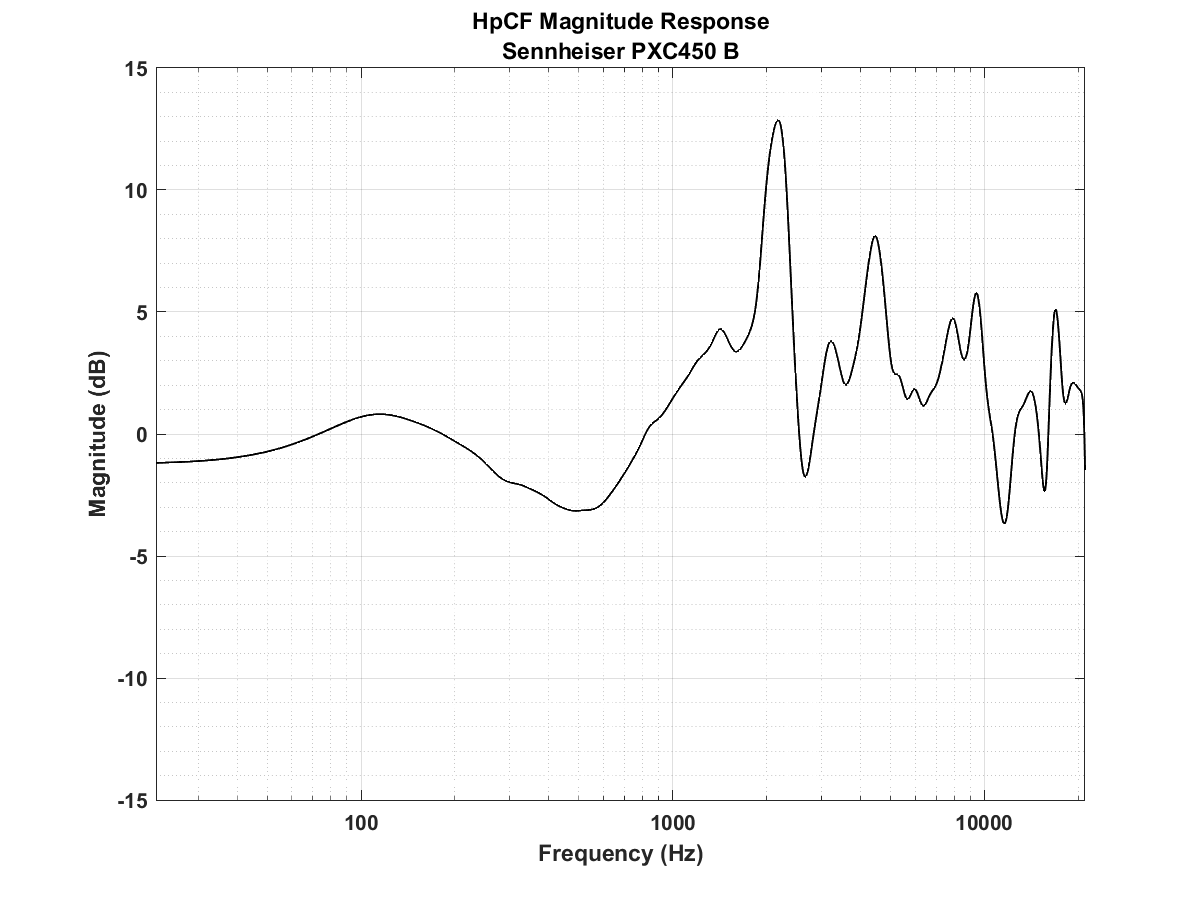 HpCF Magnitude Response
Sennheiser PXC450 B
15
10
5
0
-5
-10
-15
Magnitude (dB)
100
1000
10000
Frequency (Hz)